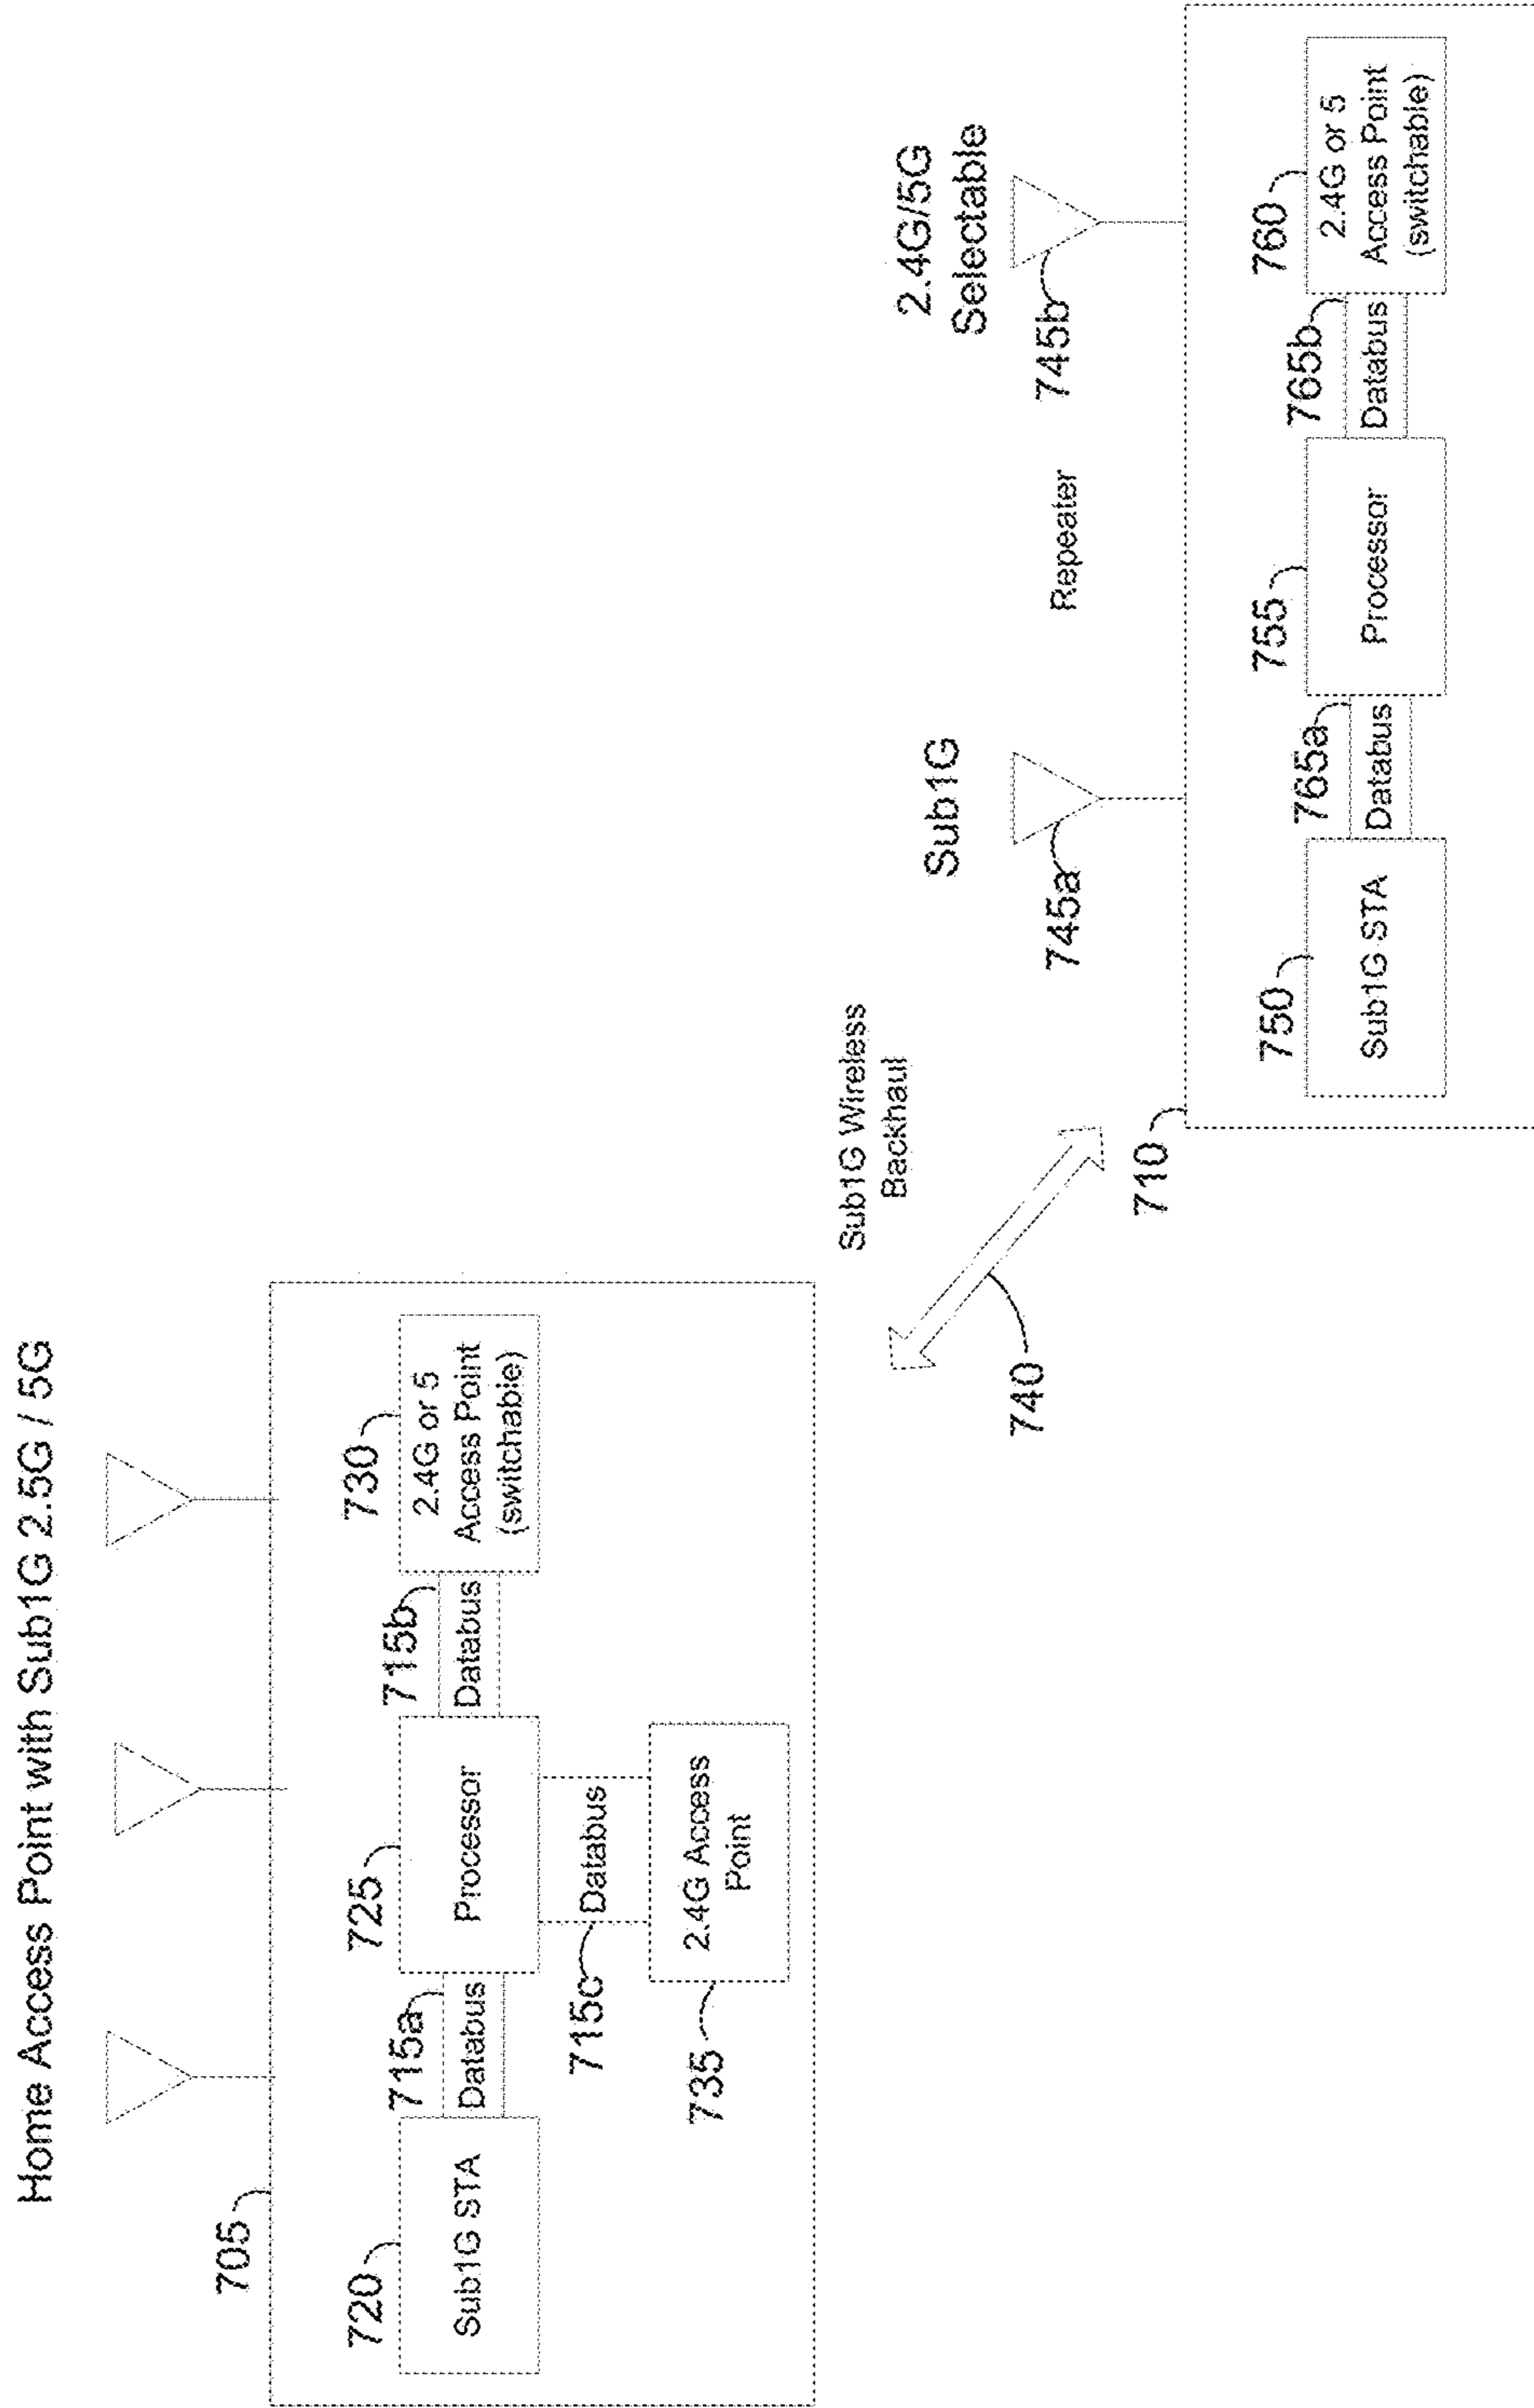 Home Access Point with Sub1G 2.5G / 5G
705
720
Sub1G STA
715a
Databus
725
Processor
715b
Databus
730
2.4G or 5
Access Point
(switchable)
715c
Databus
735
2.4G Access
Point
Sub1G Wireless
Backhaul
740
710
Sub1G
745a
Repeater
2.4G/5G
Selectable
745b
750
Sub1G STA
765a
Databus
755
Processor
765b
Databus
760
2.4G or 5
Access Point
(switchable)